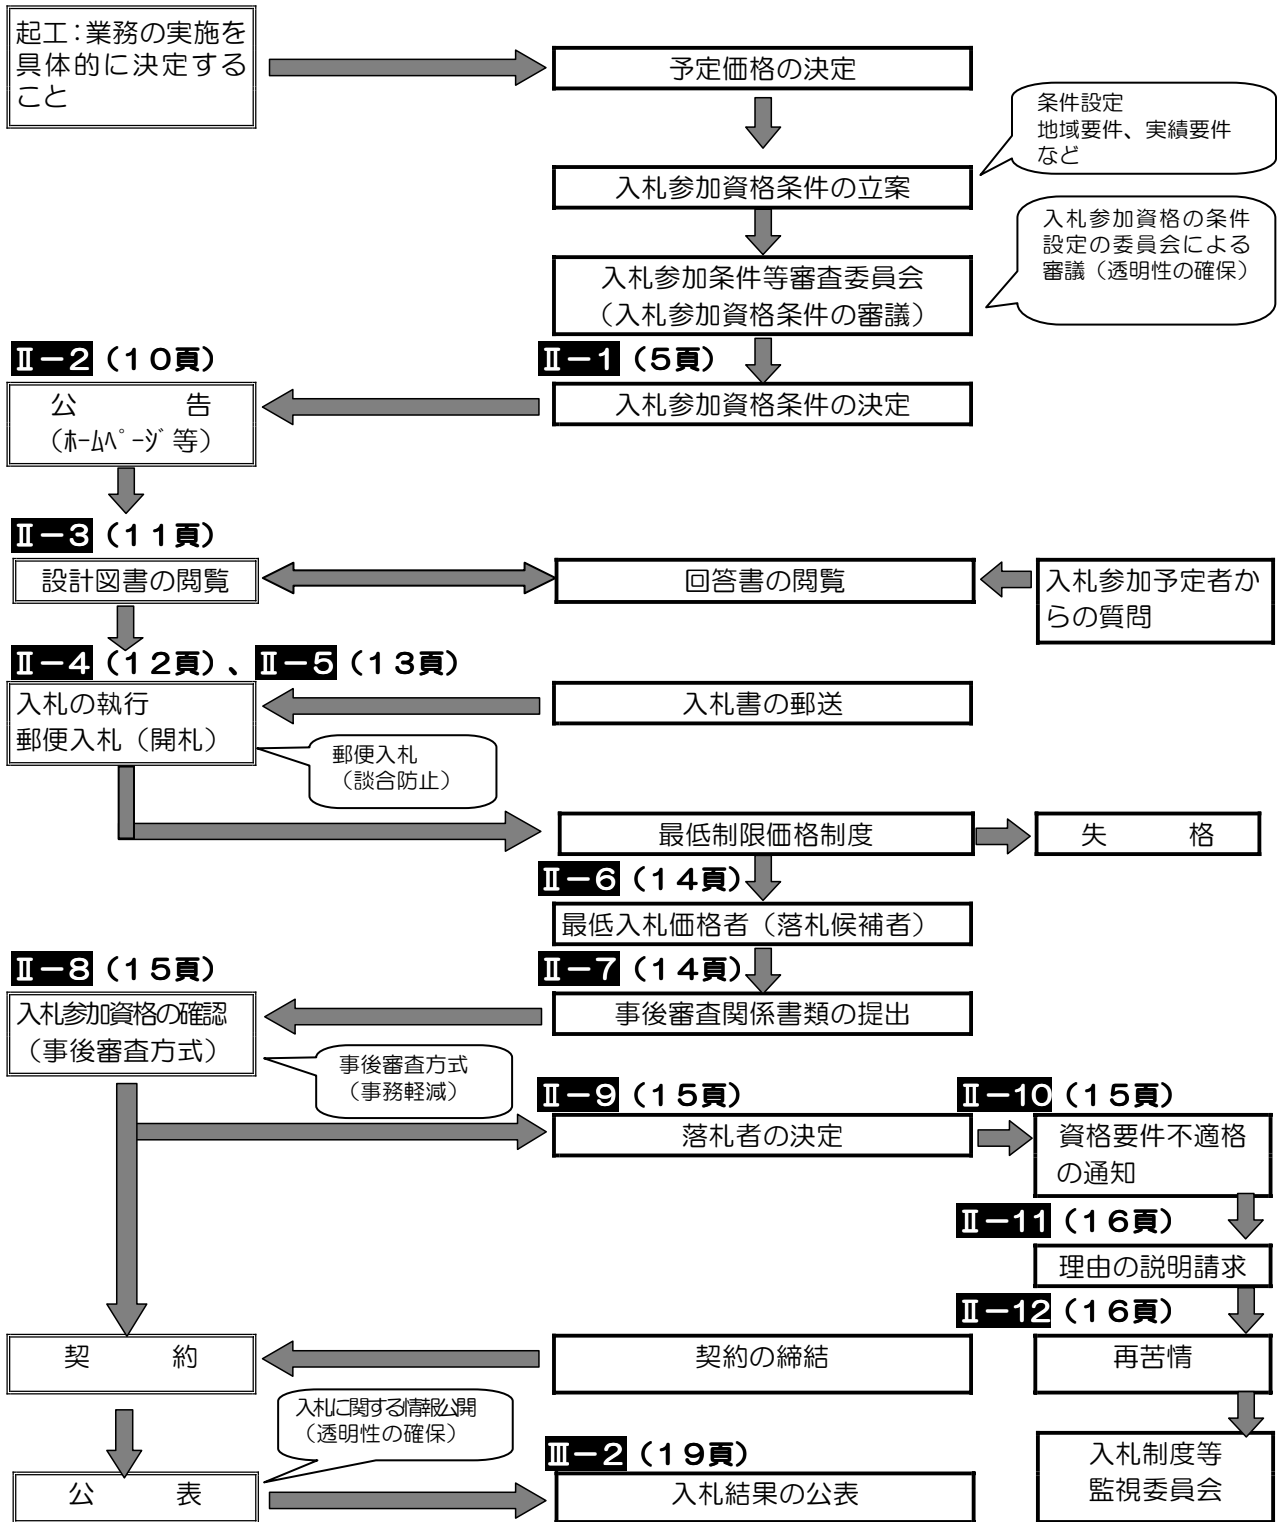 起工：業務の実施を
具体的に決定する
こと
予定価格の決定
条件設定
地域要件、実績要件
など
入札参加資格条件の立案
入札参加資格の条件
設定の委員会による
審議（透明性の確保）
入札参加条件等審査委員会
（入札参加資格条件の審議）
Ⅱ－２（１０頁）
Ⅱ－１（５頁）
公　告
（ﾎｰﾑﾍﾟｰｼﾞ等）
入札参加資格条件の決定
Ⅱ－３（１１頁）
設計図書の閲覧
回答書の閲覧
入札参加予定者か
らの質問
Ⅱ－４（１２頁）、Ⅱ－５（１３頁）
入札の執行
郵便入札（開札）
入札書の郵送
郵便入札
（談合防止）
最低制限価格制度
失　格
Ⅱ－６（１４頁）
最低入札価格者（落札候補者）
Ⅱ－８（１５頁）
Ⅱ－７（１４頁）
入札参加資格の確認
（事後審査方式）
事後審査関係書類の提出
事後審査方式
（事務軽減）
Ⅱ－９（１５頁）
Ⅱ－10（１５頁）
落札者の決定
資格要件不適格
の通知
Ⅱ－11（１６頁）
理由の説明請求
Ⅱ－12（１６頁）
契　約
契約の締結
再苦情
入札に関する情報公開
（透明性の確保）
Ⅲ－２（１９頁）
公　表
入札結果の公表
入札制度等
監視委員会